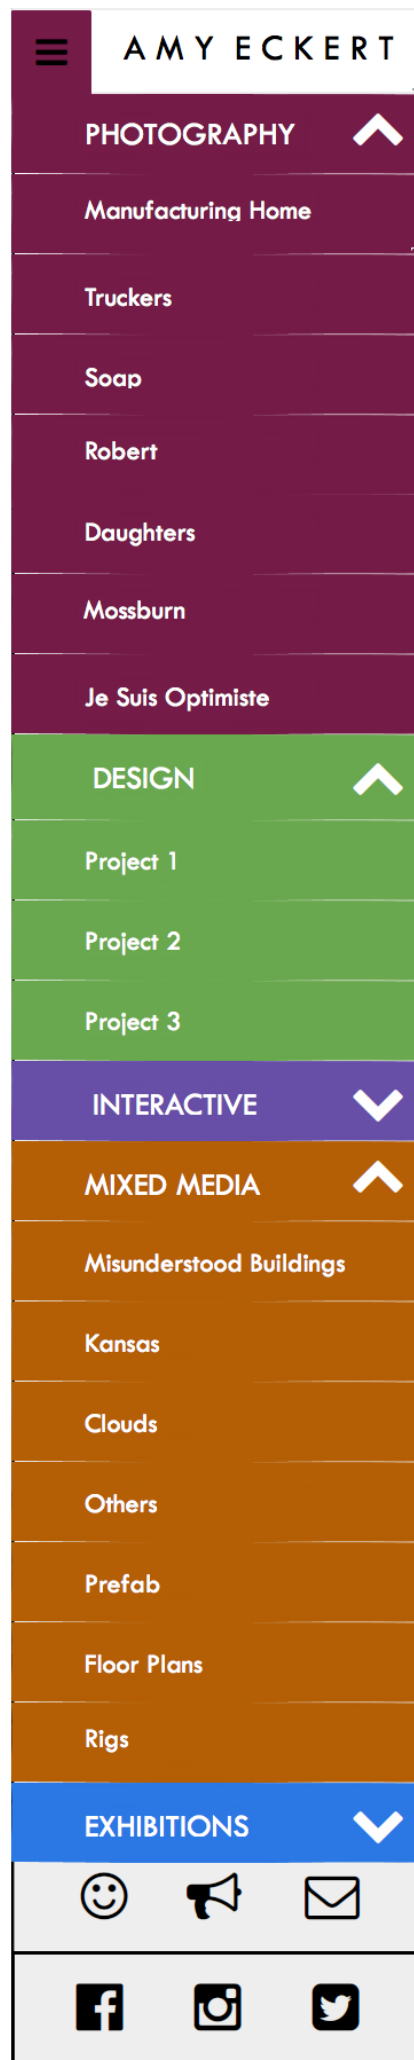 AMY ECKERT
PHOTOGRAPHY
Manufacturing Home
Truckers
Soap
Robert
Daughters
Mossburn
Je Suis Optimiste
DESIGN
Project 1
Project 2
Project 3
INTERACTIVE
MIXED MEDIA
Misunderstood Buildings
Kansas
Clouds
Others
Prefab
Floor Plans
Rigs
EXHIBITIONS